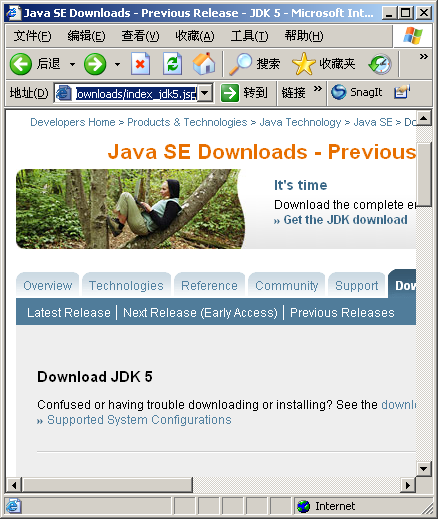 Java SE Downloads - Previous Release - JDK 5 - Microsoft Int...
文件(F) 编辑(E) 查看(V) 收藏(A) 工具(T) 帮助(H)
后退 搜索 收藏夹
地址(D) ownloads/index_jdk5.jsp 转到 链接 SnagIt
Developers Home > Products & Technologies > Java Technology > Java SE >
Java SE Downloads - Previous
It's time
Download the complete
» Get the JDK download
Overview Technologies Reference Community Support Dow
Latest Release | Next Release (Early Access) | Previous Releases
Download JDK 5
Confused or having trouble downloading or installing? See the downl
» Supported System Configurations
Internet